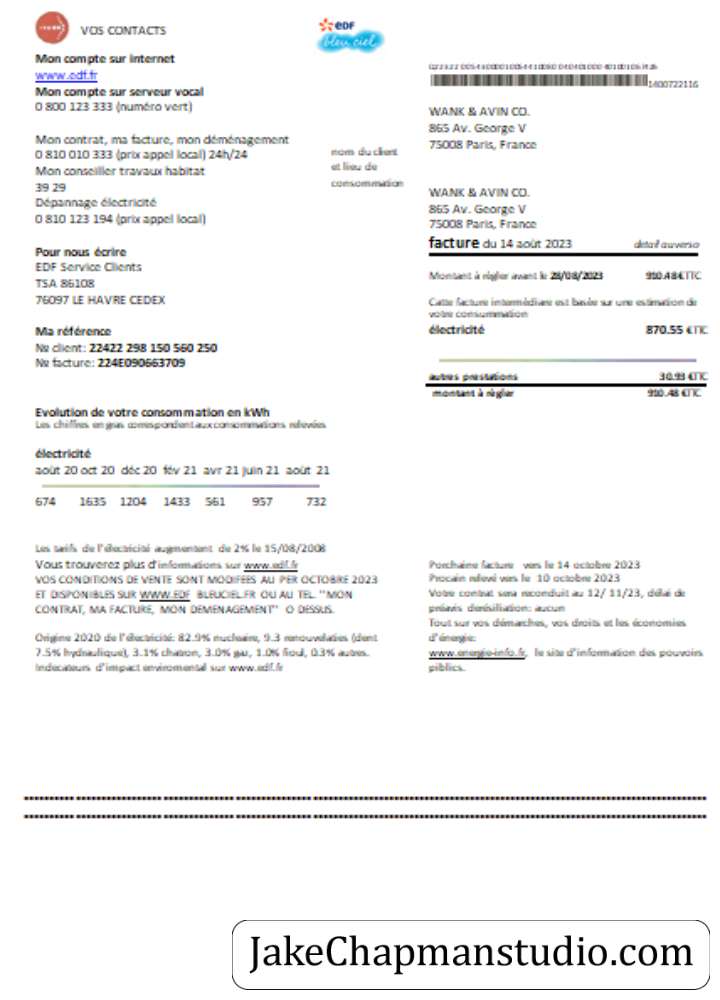 VOS CONTACTS
EDF
bleu ciel
Mon compte sur internet
www.edf.fr
Mon compte sur serveur vocal
0 800 123 333 (numéro vert)
Mon contrat, ma facture, mon déménagement
0 810 010 333 (prix appel local) 24h/24
Mon conseiller travaux habitat
39 29
Dépannage électricité
0 810 123 194 (prix appel local)
Pour nous écrire
EDF Service Clients
TSA 86108
76097 LE HAVRE CEDEX
Ma référence
№ client: 22422 298 150 560 250
№ facture: 224E090663709
nom du client
et lieu de
consommation
1400722116
WANK & AVIN CO.
865 Av. George V
75008 Paris, France
WANK & AVIN CO.
865 Av. George V
75008 Paris, France
facture du 14 août 2023 detail au verso
Montant à règler avant le 28/08/2023 910.48€TTC
Catte facture intermédiare est basée sur une estimation de
votre consummation
électricité 870.55 €TTC
autres prestations 30.93 €TTC
montant à règler 910.48 €TTC
Evolution de votre consommation en kWh
Les chiffres en gras correspondent aux consommations relevées
électricité
août 20 oct 20 déc 20 fév 21 avr 21 juin 21 août 21
674 1635 1204 1433 561 957 732
Les tarifs de l'électricité augmentent de 2% le 15/08/2008
Vous trouverez plus d'informations sur www.edf.fr
VOS CONDITIONS DE VENTE SONT MODIFEES AU PER OCTOBRE 2023
ET DISPONIBLES SUR WWW.EDF BLEUCIEL.FR OU AU TEL. "MON
CONTRAT, MA FACTURE, MON DEMENAGEMENT" O DESSUS.
Origine 2020 de l'électricité: 82.9% nucleaire, 9.3 renouvelaties (dent
7.5% hydraulique), 3.1% chatron, 3.0% gaz, 1.0% fioul, 0.3% autres.
Indecateurs d'impact enviromental sur www.edf.fr
Porchaine facture vers le 14 octobre 2023
Procain relevé vers le 10 octobre 2023
Votre contrat sera reconduit au 12/ 11/23, délai de
préavis derésiliation: aucun
Tout sur vos démarches, vos droits et les économies
d'énergie:
www.energie-info.fr, le site d'information des pouvoirs
piblics.
JakeChapmanstudio.com